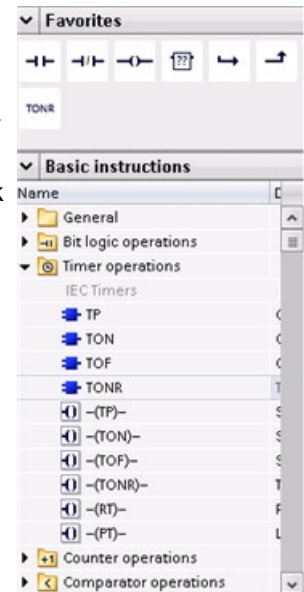 Favorites
??
TONR
Basic instructions
Name
General
Bit logic operations
Timer operations
IEC Timers
TP
TON
TOF
TONR
–(TP)–
–(TON)–
–(TOF)–
–(TONR)–
–(RT)–
–(PT)–
+1 Counter operations
Comparator operations